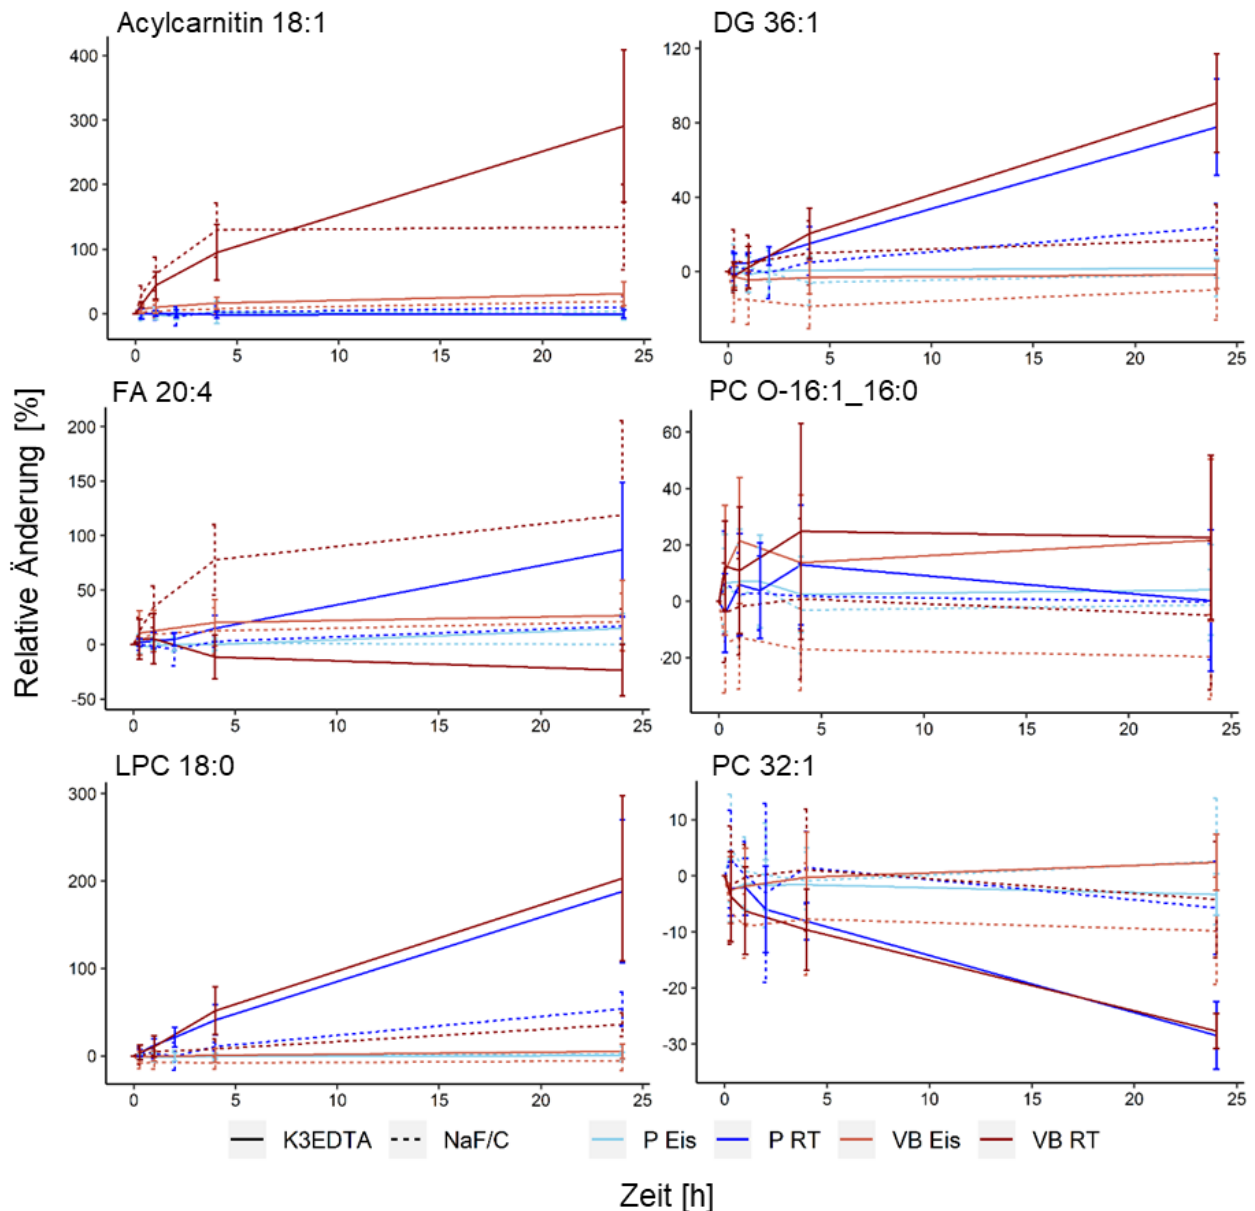 Acylcarnitin 18:1
400
300
200
100
0
0 5 10 15 20 25
DG 36:1
120
80
40
0
0 5 10 15 20 25
FA 20:4
200
150
100
50
0
-50
0 5 10 15 20 25
PC O-16:1_16:0
60
40
20
0
-20
0 5 10 15 20 25
Relative Änderung [%]
LPC 18:0
300
200
100
0
0 5 10 15 20 25
PC 32:1
10
0
-10
-20
-30
0 5 10 15 20 25
K3EDTA NaF/C P Eis P RT VB Eis VB RT
Zeit [h]